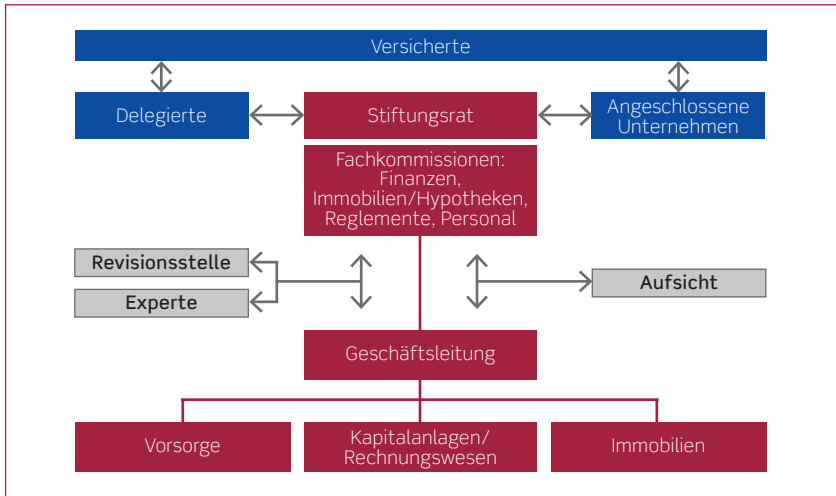 Versicherte
Delegierte
Stiftungsrat
Angeschlossene
Unternehmen
Fachkommissionen:
Finanzen,
Immobilien/Hypotheken,
Reglemente, Personal
Revisionsstelle
Experte
Aufsicht
Geschäftsleitung
Vorsorge
Kapitalanlagen/
Rechnungswesen
Immobilien